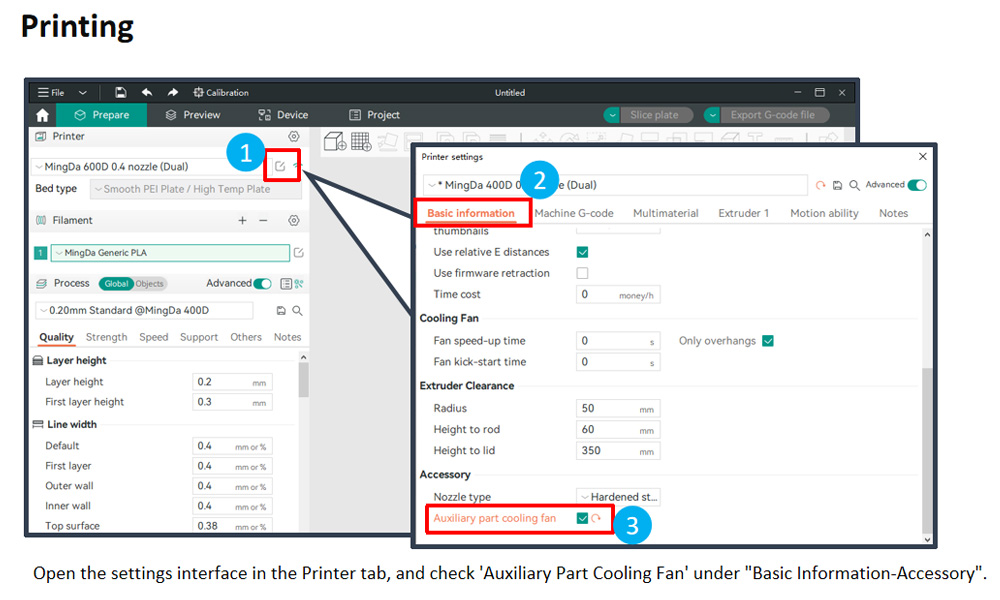 Printing
File
Calibration
Untitled
Prepare
Preview
Device
Project
Slice plate
Export G-code file
Printer
1
MingDa 600D 0.4 nozzle (Dual)
Bed type
Smooth PEI Plate / High Temp Plate
Filament
1
MingDa Generic PLA
Process
Global
Objects
Advanced
0.20mm Standard @MingDa 400D
Quality
Strength
Speed
Support
Others
Notes
Layer height
Layer height 0.2 mm
First layer height 0.3 mm
Line width
Default 0.4 mm or %
First layer 0.4 mm or %
Outer wall 0.4 mm or %
Inner wall 0.4 mm or %
Top surface 0.38 mm or %
Printer settings
* MingDa 400D 0
e (Dual)
2
Advanced
Basic information
Machine G-code
Multimaterial
Extruder 1
Motion ability
Notes
thumbnails
Use relative E distances
Use firmware retraction
Time cost 0 money/h
Cooling Fan
Fan speed-up time 0 s Only overhangs
Fan kick-start time 0 s
Extruder Clearance
Radius 50 mm
Height to rod 60 mm
Height to lid 350 mm
Accessory
Nozzle type Hardened st...
Auxiliary part cooling fan
3
Open the settings interface in the Printer tab, and check 'Auxiliary Part Cooling Fan' under "Basic Information-Accessory".